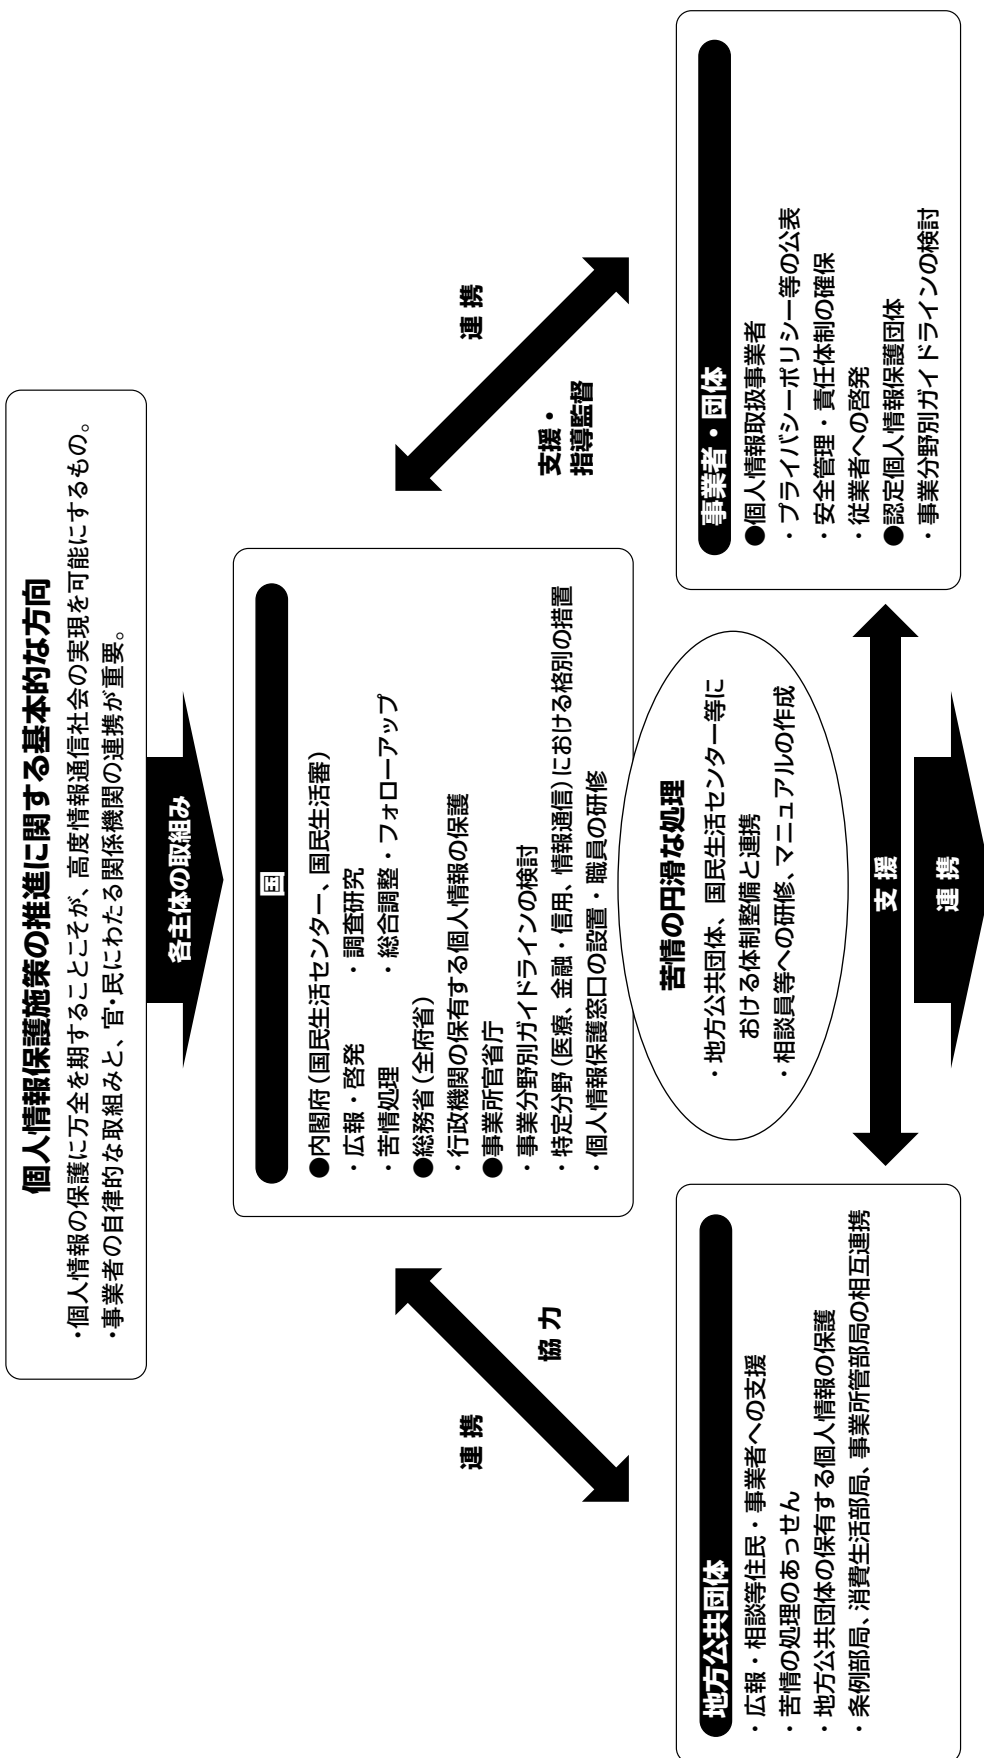 個人情報保護施策の推進に関する基本的な方向
・個人情報の保護に万全を期することこそが、高度情報通信社会の実現を可能にするもの。
・事業者の自律的な取組みと、官・民にわたる関係機関の連携が重要。
各主体の取組み
国
●内閣府（国民生活センター、国民生活審）
・広報・啓発　・調査研究
・苦情処理　・総合調整・フォローアップ
●総務省（全府省）
・行政機関の保有する個人情報の保護
●事業所官省庁
・事業分野別ガイドラインの検討
・特定分野（医療、金融・信用、情報通信）における格別の措置
・個人情報保護窓口の設置・職員の研修
連携
協力
連携
支援・
指導監督
苦情の円滑な処理
・地方公共団体、国民生活センター等に
おける体制整備と連携
・相談員等への研修、マニュアルの作成
地方公共団体
・広報・相談等住民・事業者への支援
・苦情の処理のあっせん
・地方公共団体の保有する個人情報の保護
・条例部局、消費生活部局、事業所管部局の相互連携
事業者・団体
●個人情報取扱事業者
・プライバシーポリシー等の公表
・安全管理・責任体制の確保
・従業者への啓発
●認定個人情報保護団体
・事業分野別ガイドラインの検討
支援
連携